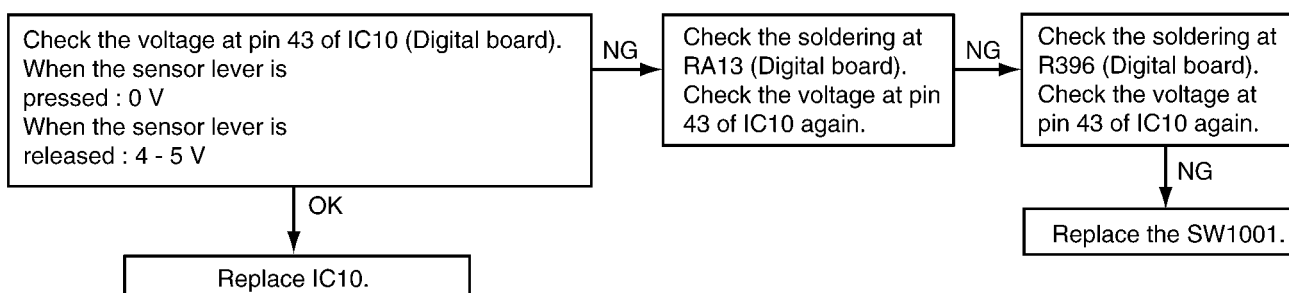 Check the voltage at pin 43 of IC10 (Digital board).
When the sensor lever is
pressed : 0 V
When the sensor lever is
released : 4 - 5 V
NG
Check the soldering at
RA13 (Digital board).
Check the voltage at pin
43 of IC10 again.
NG
Check the soldering at
R396 (Digital board).
Check the voltage at
pin 43 of IC10 again.
OK
NG
Replace IC10.
Replace the SW1001.